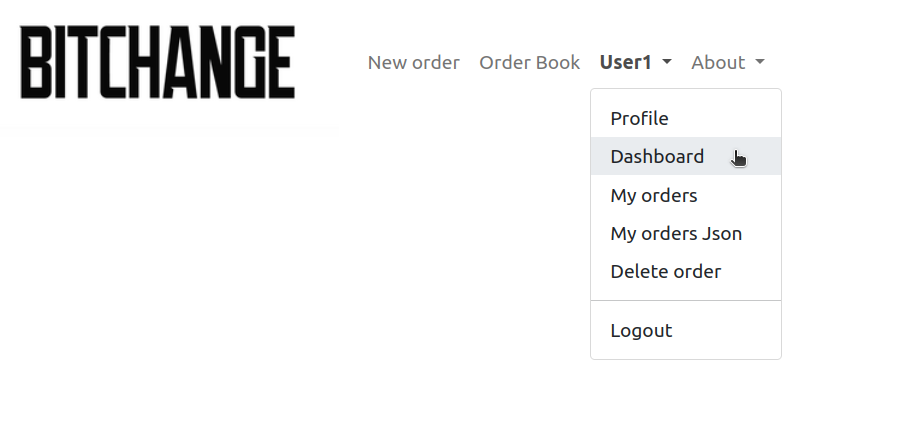 BITCHANGE
New order Order Book User1 About
Profile
Dashboard
My orders
My orders Json
Delete order
Logout